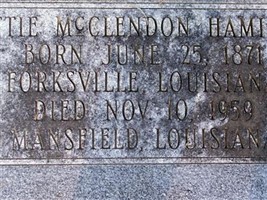 TIE McCLENDON HAMI
BORN JUNE 25, 1871
FORKSVILLE, LOUISIAN
DIED NOV. 10, 1959
MANSFIELD, LOUISIAN